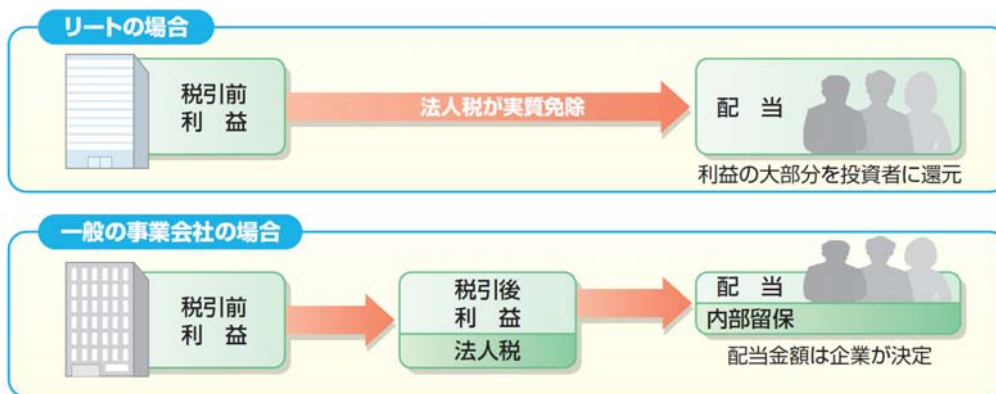 リートの場合
税引前
利　益
法人税が実質免除
配　当
利益の大部分を投資者に還元
一般の事業会社の場合
税引前
利　益
税引後
利　益
法人税
配　当
内部留保
配当金額は企業が決定